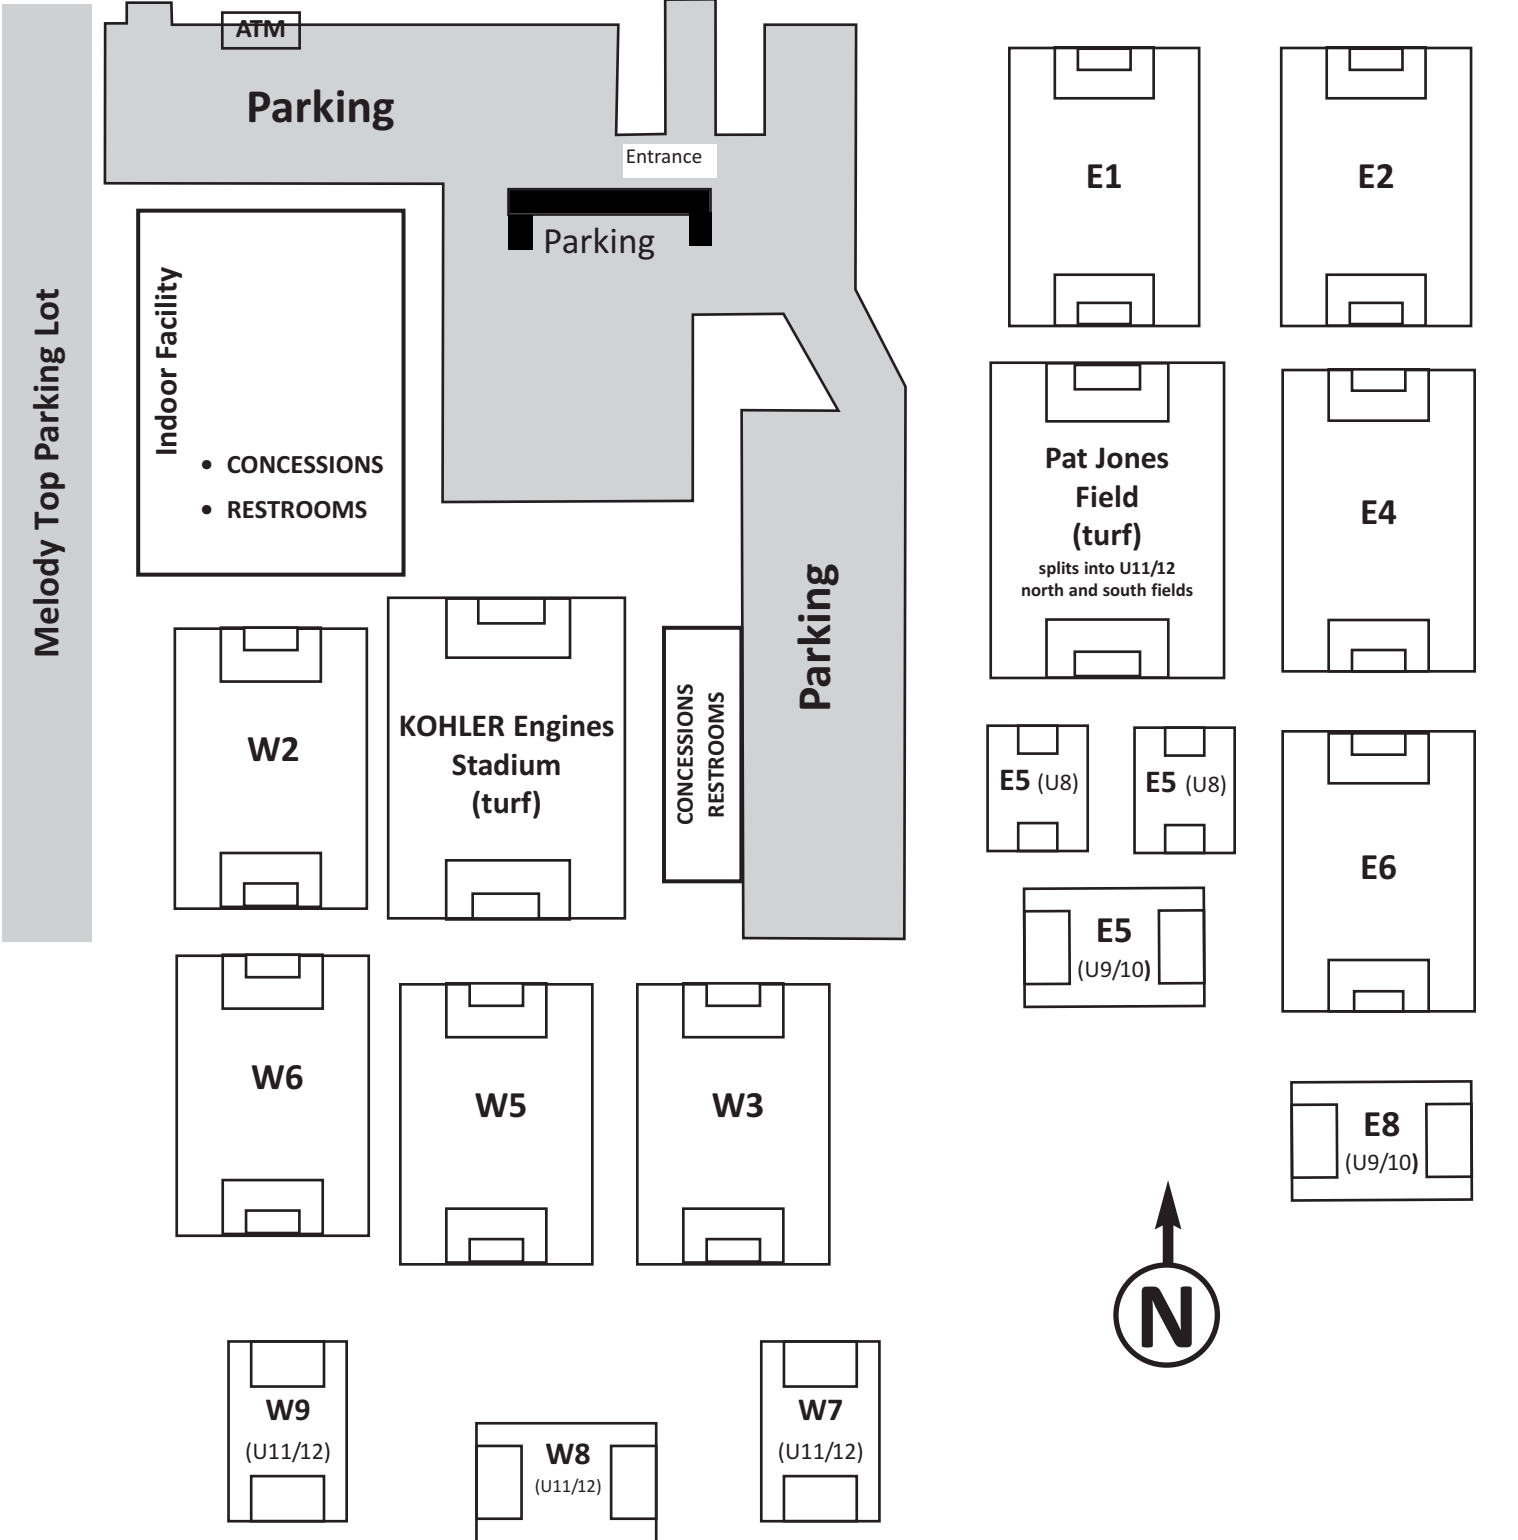 ATM
Parking
Entrance
Parking
Melody Top Parking Lot
Indoor Facility
• CONCESSIONS
• RESTROOMS
Parking
CONCESSIONS
RESTROOMS
E1
E2
Pat Jones
Field
(turf)
splits into U11/12
north and south fields
E4
W2
KOHLER Engines
Stadium
(turf)
E5 (U8)
E5 (U8)
E6
E5
(U9/10)
W6
W5
W3
E8
(U9/10)
N
W9
(U11/12)
W8
(U11/12)
W7
(U11/12)